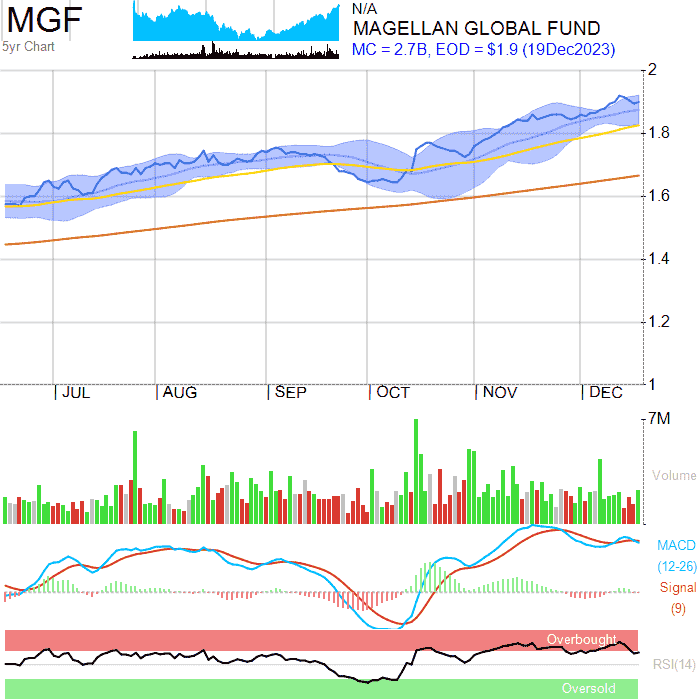 MGF
5yr Chart
N/A
MAGELLAN GLOBAL FUND
MC = 2.7B, EOD = $1.9 (19Dec2023)
2
1.8
1.6
1.4
1.2
1
JUL AUG SEP OCT NOV DEC
7M
Volume
MACD
(12-26)
Signal
(9)
Overbought
RSI(14)
Oversold